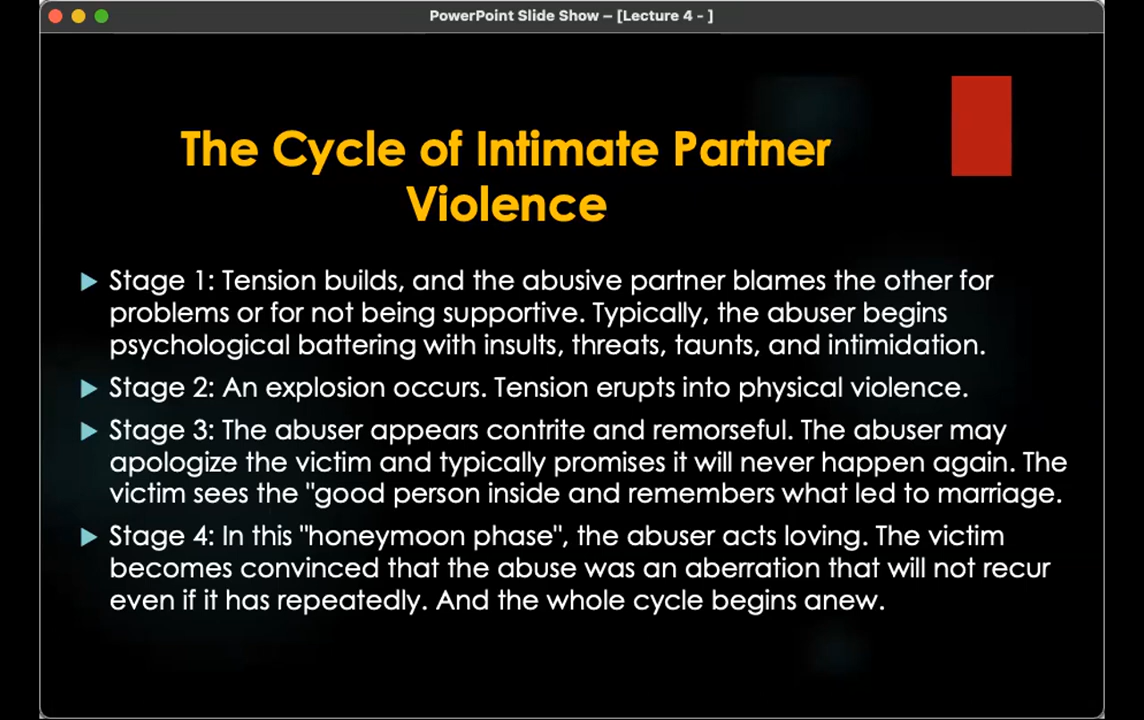 PowerPoint Slide Show – [Lecture 4 - ]
The Cycle of Intimate Partner
Violence
Stage 1: Tension builds, and the abusive partner blames the other for
problems or for not being supportive. Typically, the abuser begins
psychological battering with insults, threats, taunts, and intimidation.
Stage 2: An explosion occurs. Tension erupts into physical violence.
Stage 3: The abuser appears contrite and remorseful. The abuser may
apologize the victim and typically promises it will never happen again. The
victim sees the "good person inside and remembers what led to marriage.
Stage 4: In this "honeymoon phase", the abuser acts loving. The victim
becomes convinced that the abuse was an aberration that will not recur
even if it has repeatedly. And the whole cycle begins anew.